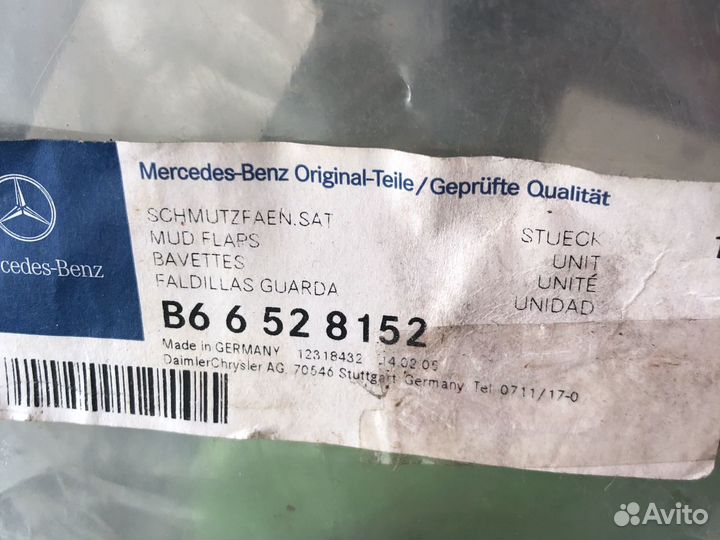 Mercedes-Benz Original-Teile/Geprüfte Qualität
cedes-Benz
SCHMUTZFAEN.SAT
MUD FLAPS
BAVETTES
FALDILLAS GUARDA
STUECK
UNIT
UNITÉ
UNIDAD
B6 6 52 8152
Made in GERMANY 12318432 14.02.05
DaimlerChrysler AG, 70546 Stuttgart Germany Tel 0711/17-0
Avito